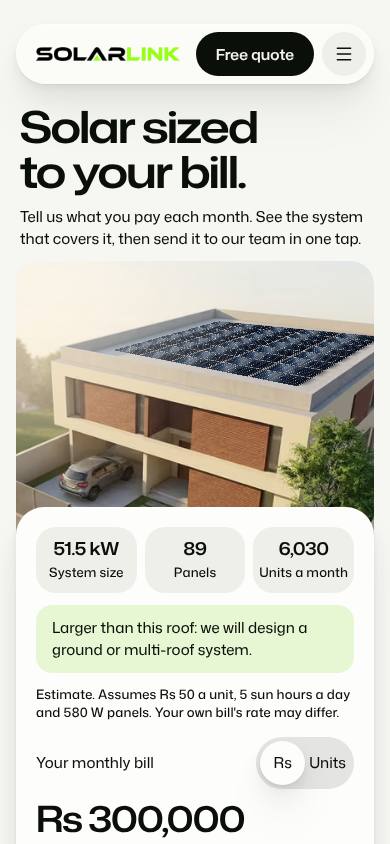 SOLARLINK
Free quote
Solar sized
to your bill.
Tell us what you pay each month. See the system
that covers it, then send it to our team in one tap.
51.5 kW
System size
89
Panels
6,030
Units a month
Larger than this roof: we will design a
ground or multi-roof system.
Estimate. Assumes Rs 50 a unit, 5 sun hours a day
and 580 W panels. Your own bill's rate may differ.
Your monthly bill
Rs
Units
Rs 300,000